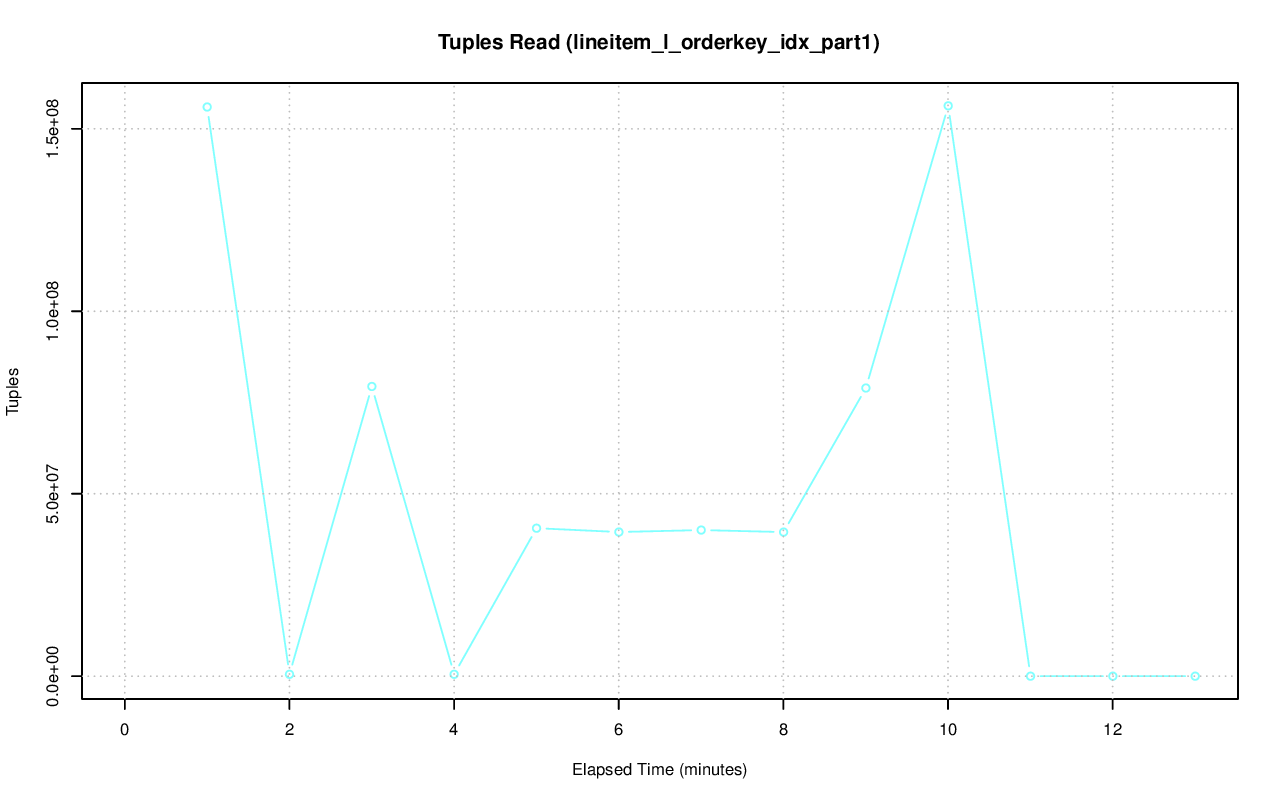 Tuples Read (lineitem_l_orderkey_idx_part1)
1.5e+08
1.0e+08
5.0e+07
0.0e+00
Tuples
0 2 4 6 8 10 12
Elapsed Time (minutes)